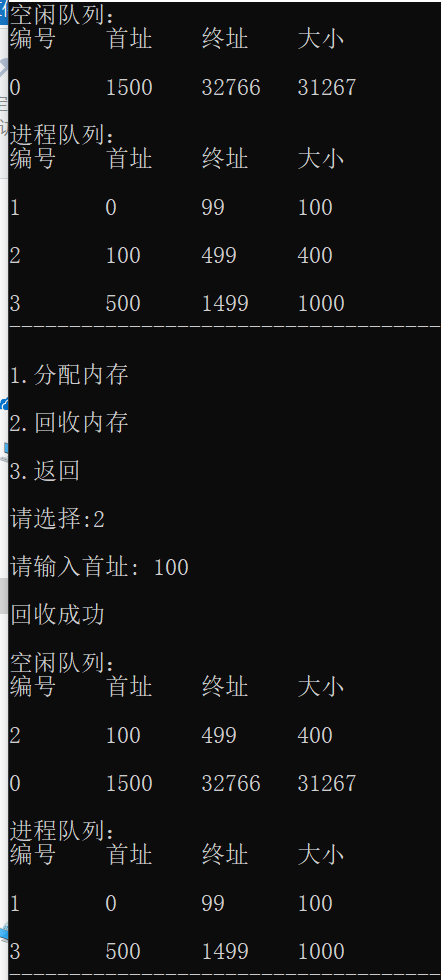 空闲队列:
编号 首址 终址 大小
0 1500 32766 31267
进程队列:
编号 首址 终址 大小
1 0 99 100
2 100 499 400
3 500 1499 1000
------------------------------------
1.分配内存
2.回收内存
3.返回
请选择:2
请输入首址: 100
回收成功
空闲队列:
编号 首址 终址 大小
2 100 499 400
0 1500 32766 31267
进程队列:
编号 首址 终址 大小
1 0 99 100
3 500 1499 1000
------------------------------------